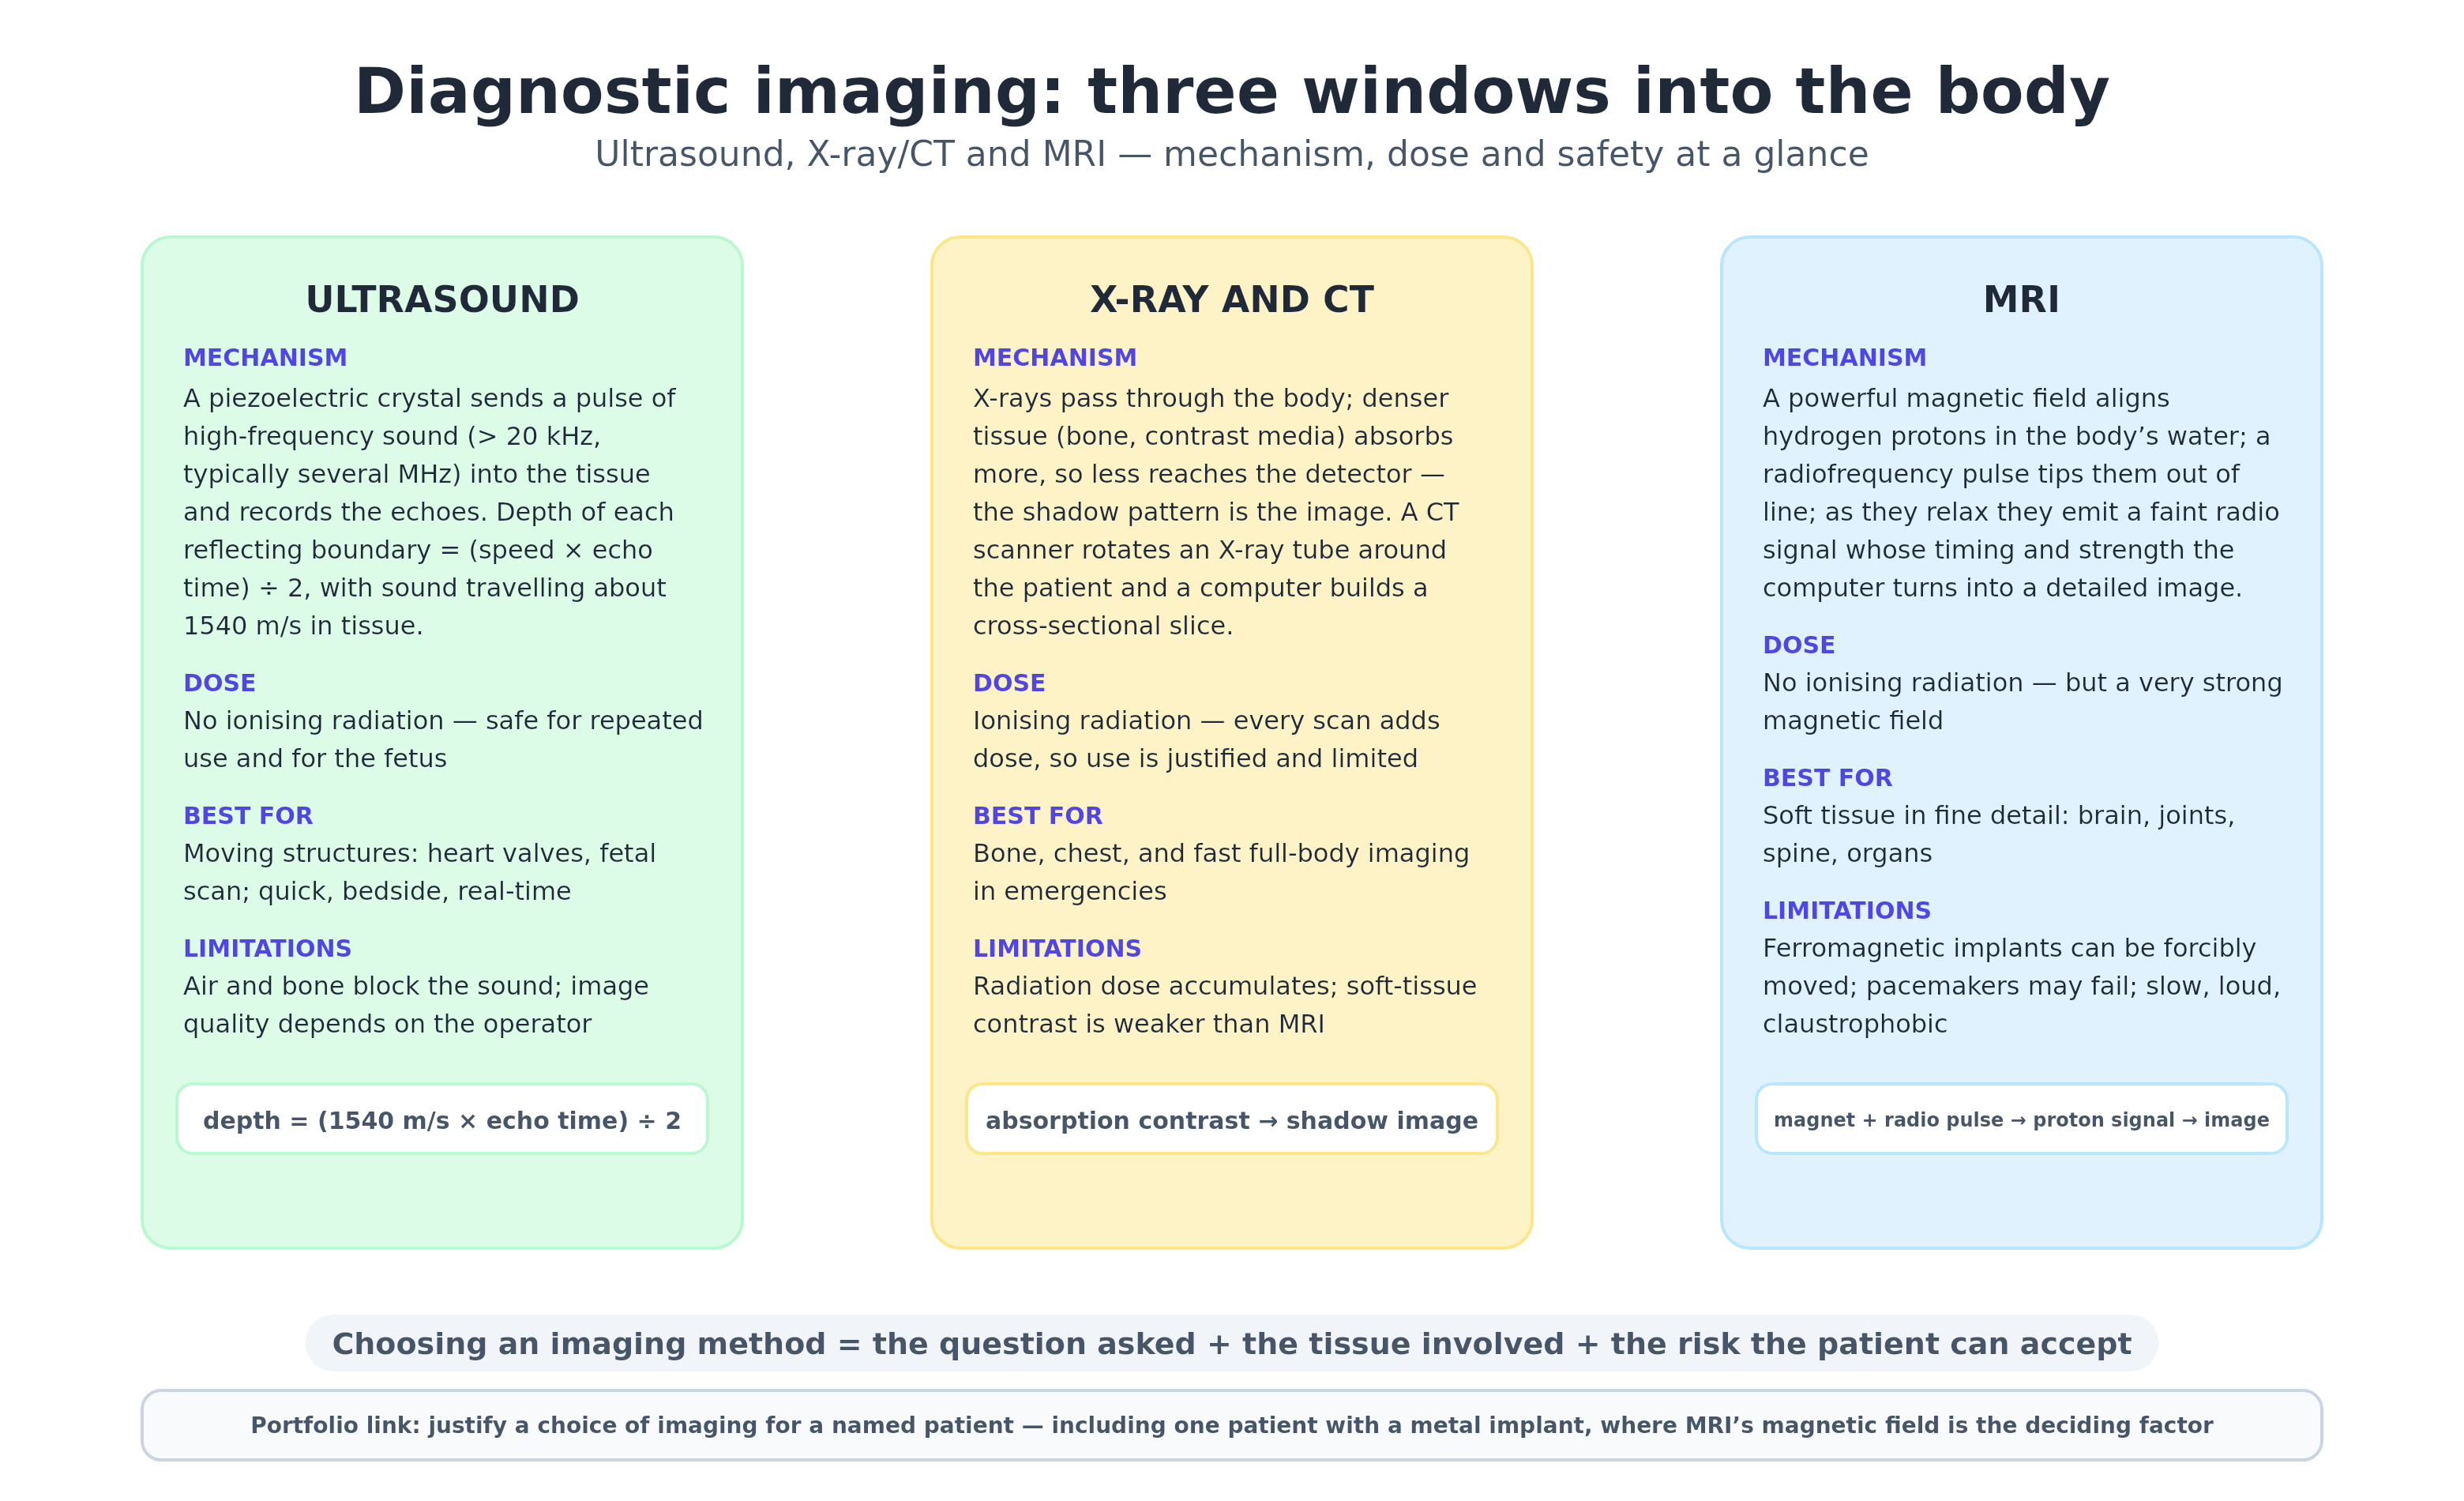 Diagnostic imaging: three windows into the body
Ultrasound, X-ray/CT and MRI — mechanism, dose and safety at a glance
ULTRASOUND
MECHANISM
A piezoelectric crystal sends a pulse of
high-frequency sound (> 20 kHz,
typically several MHz) into the tissue
and records the echoes. Depth of each
reflecting boundary = (speed × echo
time) ÷ 2, with sound travelling about
1540 m/s in tissue.
DOSE
No ionising radiation — safe for repeated
use and for the fetus
BEST FOR
Moving structures: heart valves, fetal
scan; quick, bedside, real-time
LIMITATIONS
Air and bone block the sound; image
quality depends on the operator
depth = (1540 m/s × echo time) ÷ 2
X-RAY AND CT
MECHANISM
X-rays pass through the body; denser
tissue (bone, contrast media) absorbs
more, so less reaches the detector —
the shadow pattern is the image. A CT
scanner rotates an X-ray tube around
the patient and a computer builds a
cross-sectional slice.
DOSE
Ionising radiation — every scan adds
dose, so use is justified and limited
BEST FOR
Bone, chest, and fast full-body imaging
in emergencies
LIMITATIONS
Radiation dose accumulates; soft-tissue
contrast is weaker than MRI
absorption contrast → shadow image
MRI
MECHANISM
A powerful magnetic field aligns
hydrogen protons in the body’s water; a
radiofrequency pulse tips them out of
line; as they relax they emit a faint radio
signal whose timing and strength the
computer turns into a detailed image.
DOSE
No ionising radiation — but a very strong
magnetic field
BEST FOR
Soft tissue in fine detail: brain, joints,
spine, organs
LIMITATIONS
Ferromagnetic implants can be forcibly
moved; pacemakers may fail; slow, loud,
claustrophobic
magnet + radio pulse → proton signal → image
Choosing an imaging method = the question asked + the tissue involved + the risk the patient can accept
Portfolio link: justify a choice of imaging for a named patient — including one patient with a metal implant, where MRI’s magnetic field is the deciding factor